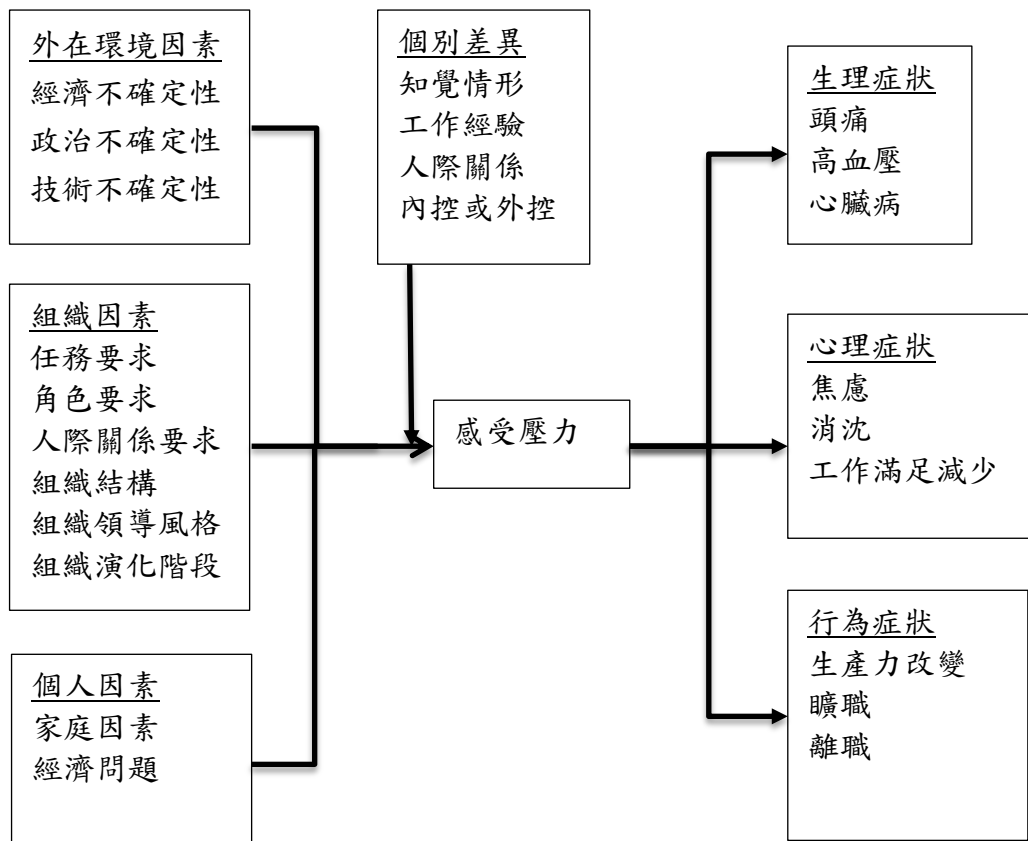 外在環境因素
經濟不確定性
政治不確定性
技術不確定性
組織因素
任務要求
角色要求
人際關係要求
組織結構
組織領導風格
組織演化階段
個人因素
家庭因素
經濟問題
個別差異
知覺情形
工作經驗
人際關係
內控或外控
感受壓力
生理症狀
頭痛
高血壓
心臟病
心理症狀
焦慮
消沈
工作滿足減少
行為症狀
生產力改變
曠職
離職